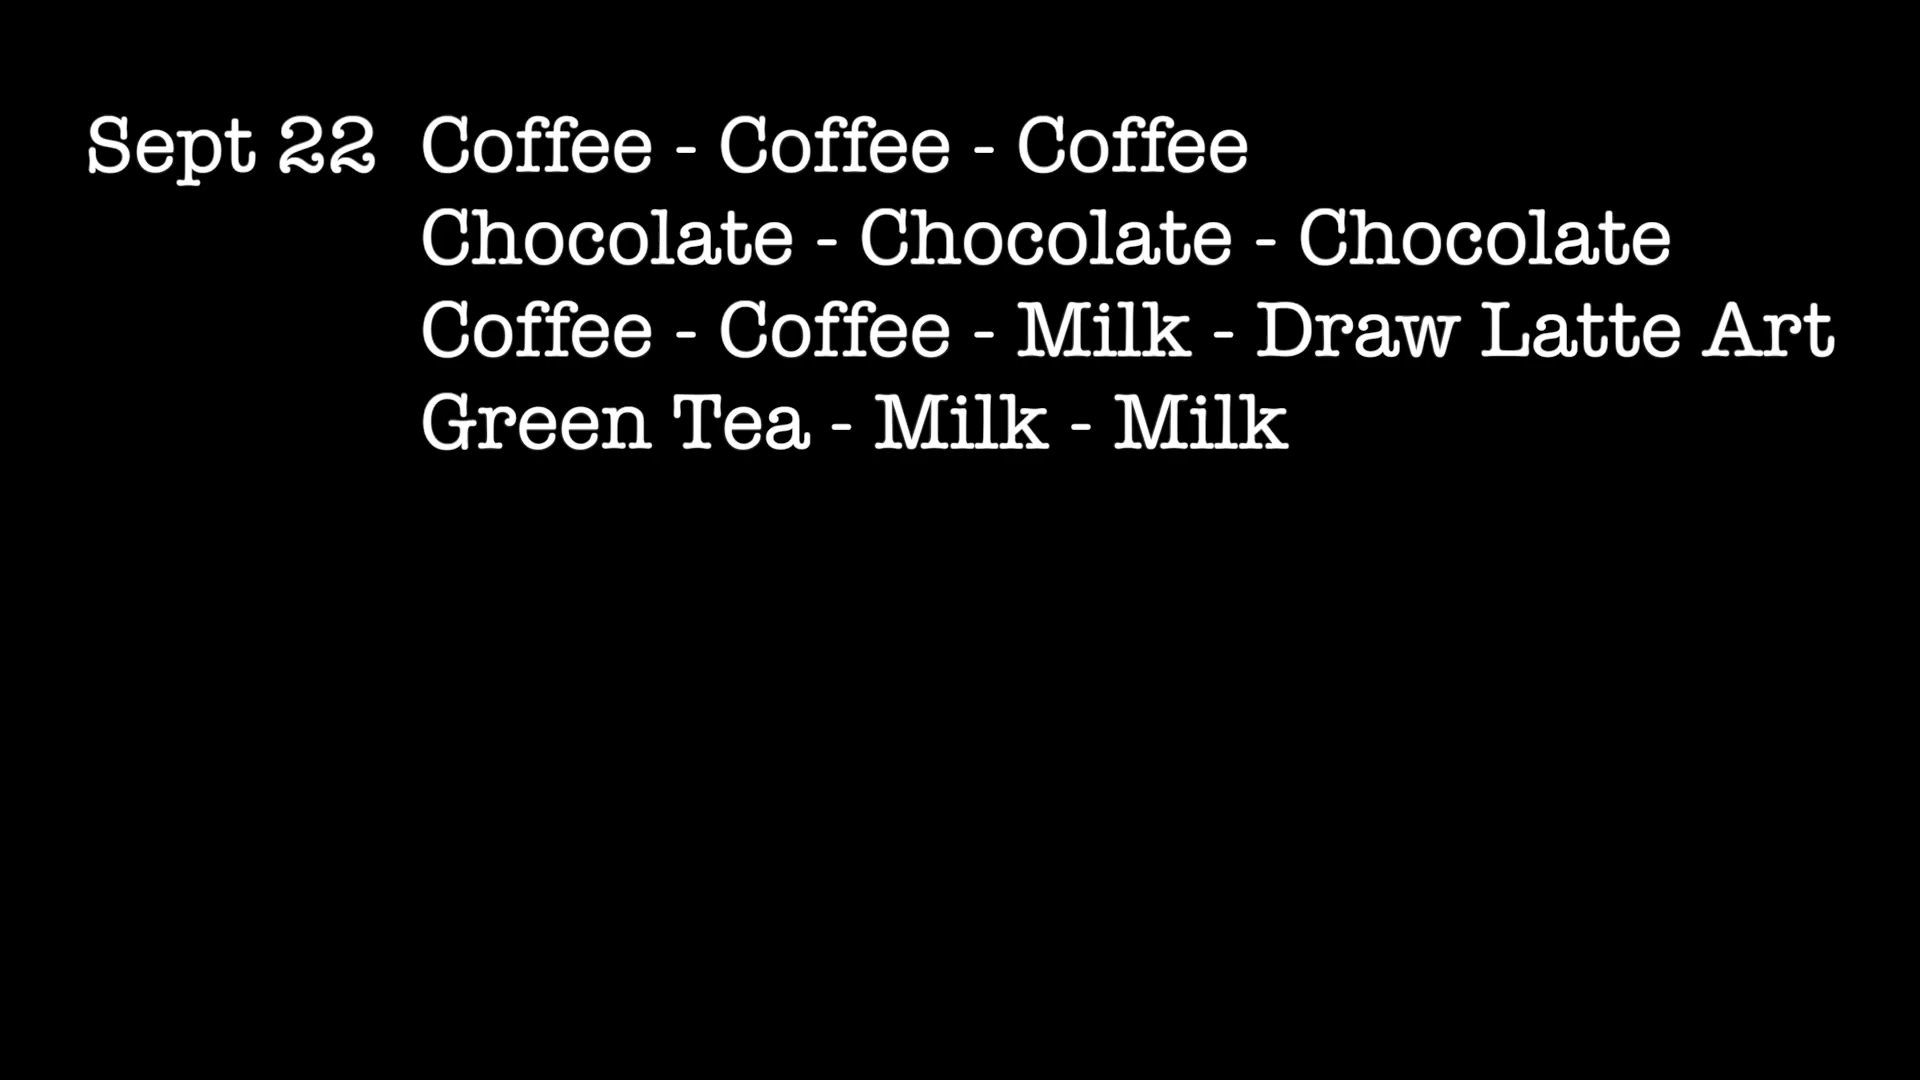 Sept 22 Coffee - Coffee - Coffee
Chocolate - Chocolate - Chocolate
Coffee - Coffee - Milk - Draw Latte Art
Green Tea - Milk - Milk